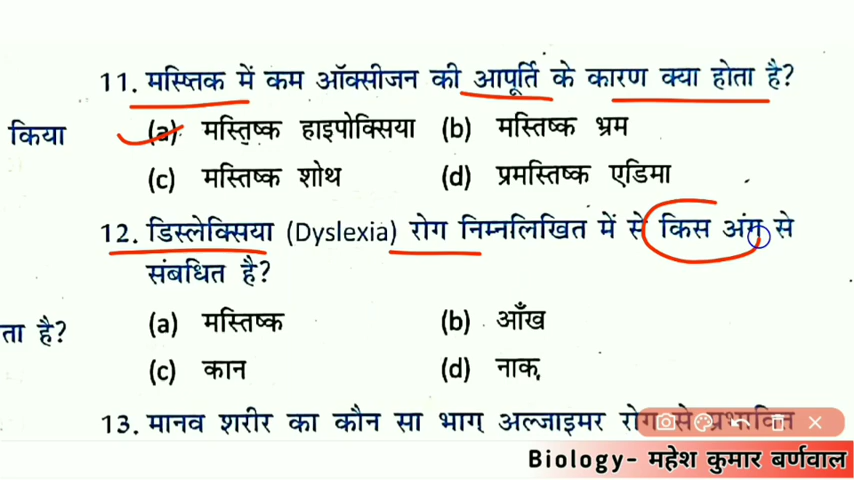 11. मस्ष्तिक में कम ऑक्सीजन की आपूर्ति के कारण क्या होता है?
किया (a) मस्तिष्क हाइपोक्सिया (b) मस्तिष्क भ्रम
(c) मस्तिष्क शोथ (d) प्रमस्तिष्क एडिमा
12. डिस्लेक्सिया (Dyslexia) रोग निम्नलिखित में से किस अंग से
संबधित है?
ता है? (a) मस्तिष्क (b) आँख
(c) कान (d) नाक
13. मानव शरीर का कौन सा भाग अल्जाइमर रोग से प्रभावित
Biology- महेश कुमार बर्णवाल